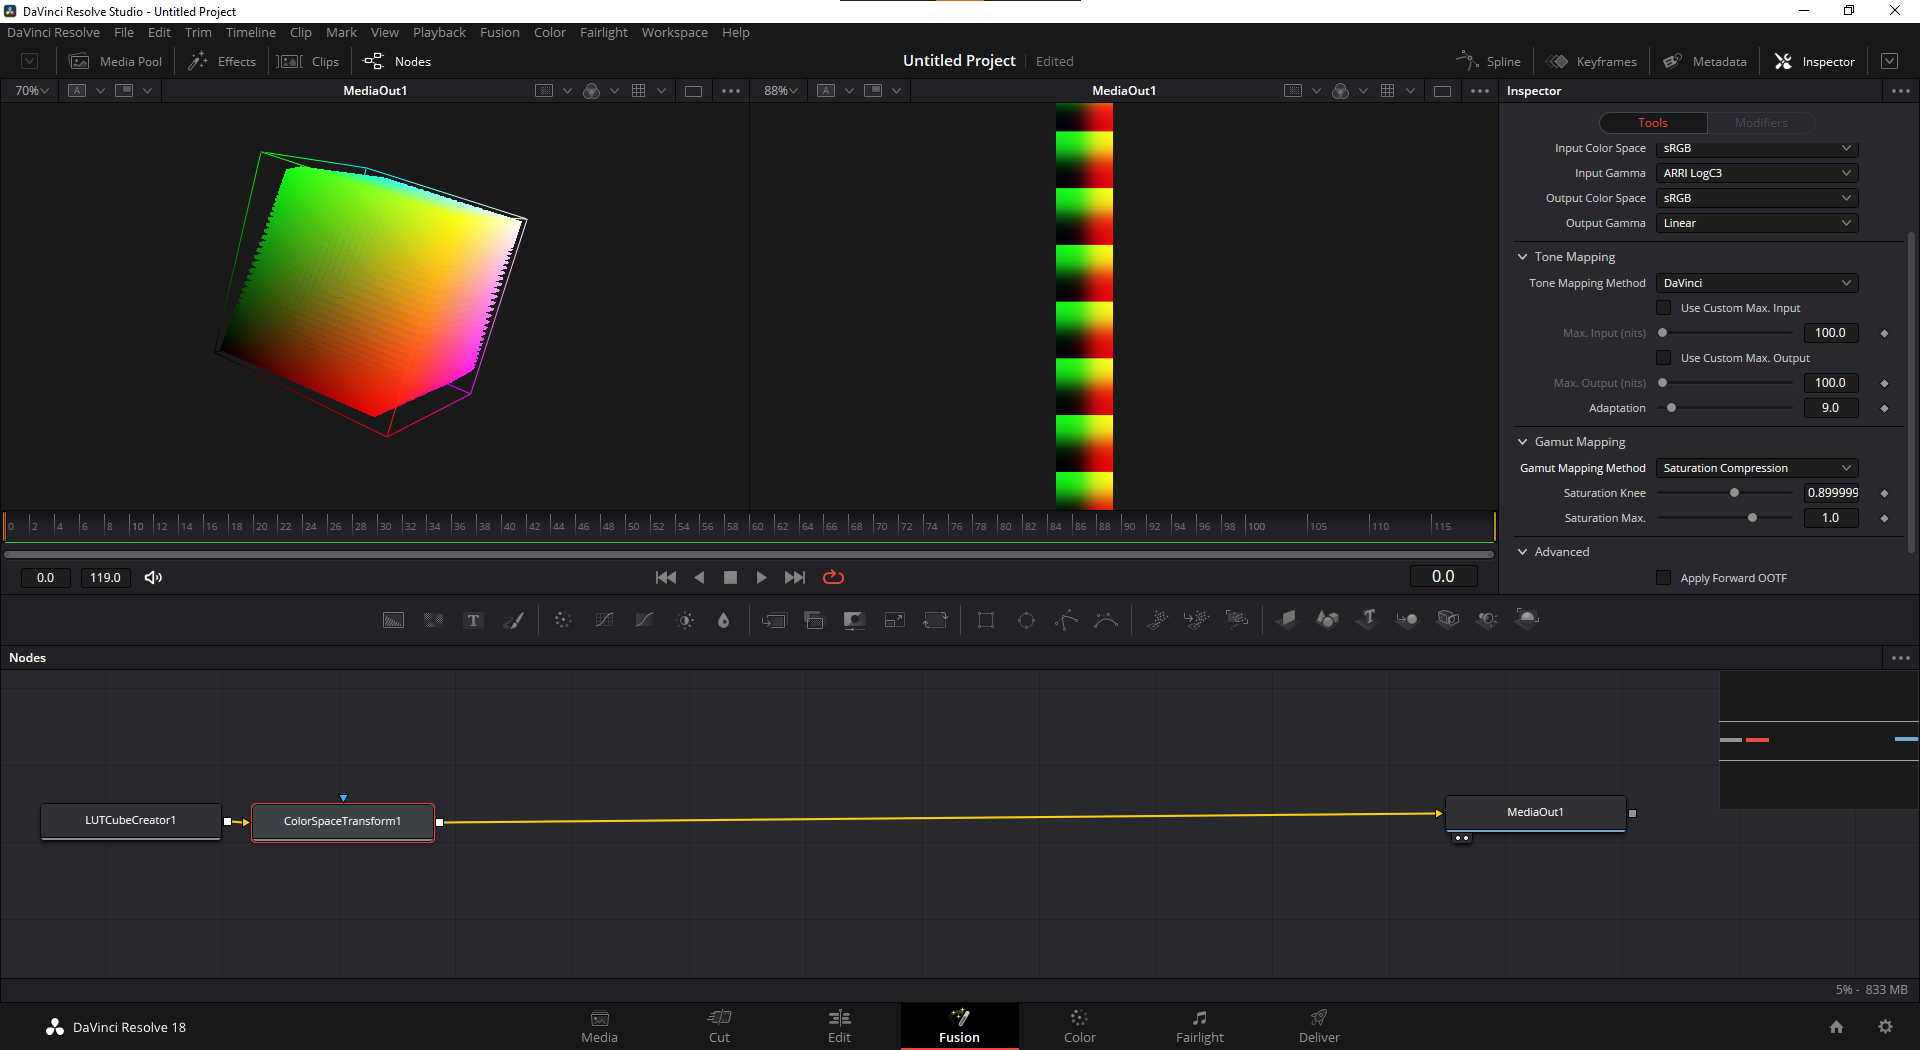 DaVinci Resolve Studio - Untitled Project
DaVinci Resolve File Edit Trim Timeline Clip Mark View Playback Fusion Color Fairlight Workspace Help
Media Pool Effects Clips Nodes Untitled Project Edited Spline Keyframes Metadata Inspector
70% A MediaOut1 88% A MediaOut1 Inspector
Tools Modifiers
Input Color Space sRGB
Input Gamma ARRI LogC3
Output Color Space sRGB
Output Gamma Linear
Tone Mapping
Tone Mapping Method DaVinci
Use Custom Max. Input
Max. Input (nits) 100.0
Use Custom Max. Output
Max. Output (nits) 100.0
Adaptation 9.0
Gamut Mapping
Gamut Mapping Method Saturation Compression
Saturation Knee 0.899999
Saturation Max. 1.0
Advanced
Apply Forward OOTF
0 2 4 6 8 10 12 14 16 18 20 22 24 26 28 30 32 34 36 38 40 42 44 46 48 50 52 54 56 58 60 62 64 66 68 70 72 74 76 78 80 82 84 86 88 90 92 94 96 98 100 105 110 115
0.0 119.0 0.0
T T
Nodes
LUTCubeCreator1 ColorSpaceTransform1 MediaOut1
5% - 833 MB
DaVinci Resolve 18 Media Cut Edit Fusion Color Fairlight Deliver